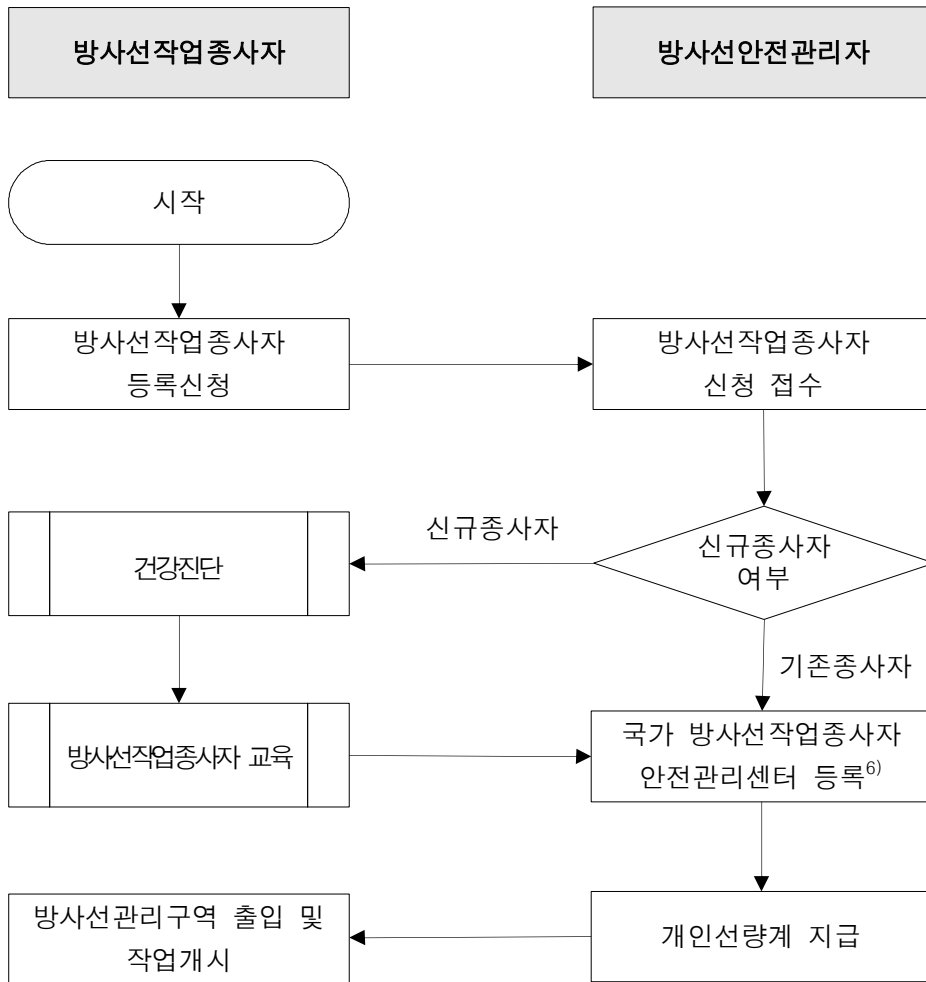 방사선작업종사자
방사선안전관리자
시작
방사선작업종사자
등록신청
방사선작업종사자
신청 접수
신규종사자
건강진단
신규종사자
여부
기존종사자
방사선작업종사자 교육
국가 방사선작업종사자
안전관리센터 등록6)
방사선관리구역 출입 및
작업개시
개인선량계 지급